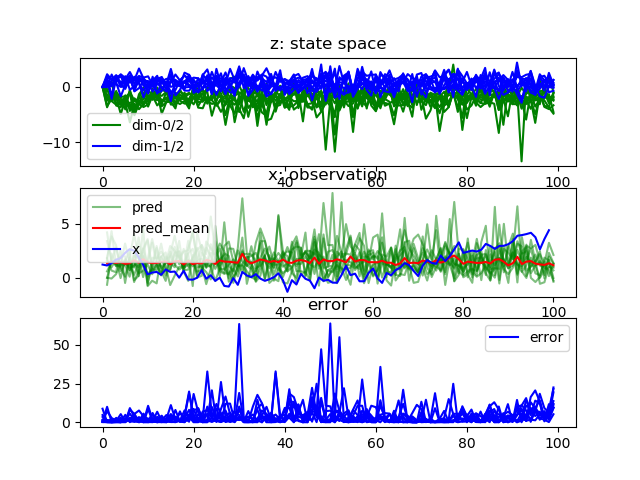 z: state space
0
−10
dim-0/2
dim-1/2
0 20 40 60 80 100
x: observation
5
0
pred
pred_mean
x
0 20 40 60 80 100
error
50
25
0
error
0 20 40 60 80 100